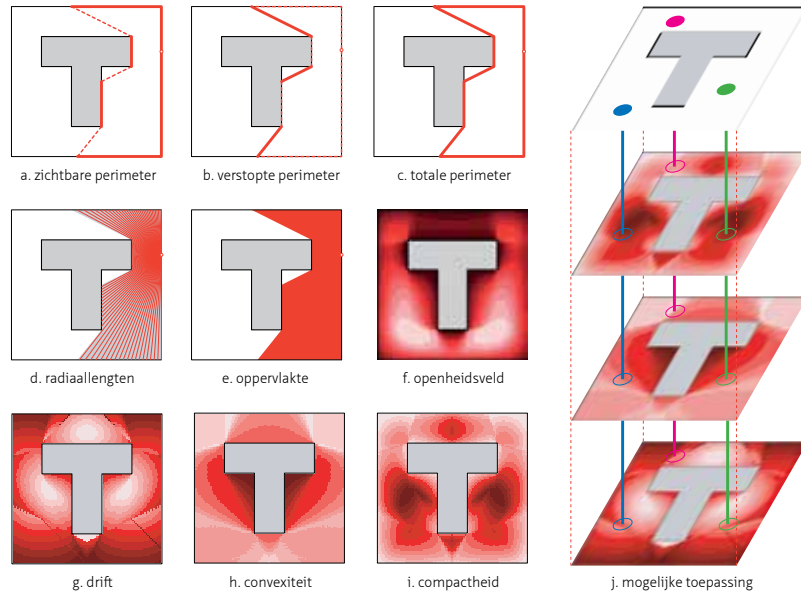 a. zichtbare perimeter
b. verstopte perimeter
c. totale perimeter
d. radiaallengten
e. oppervlakte
f. openheidsveld
g. drift
h. convexiteit
i. compactheid
j. mogelijke toepassing